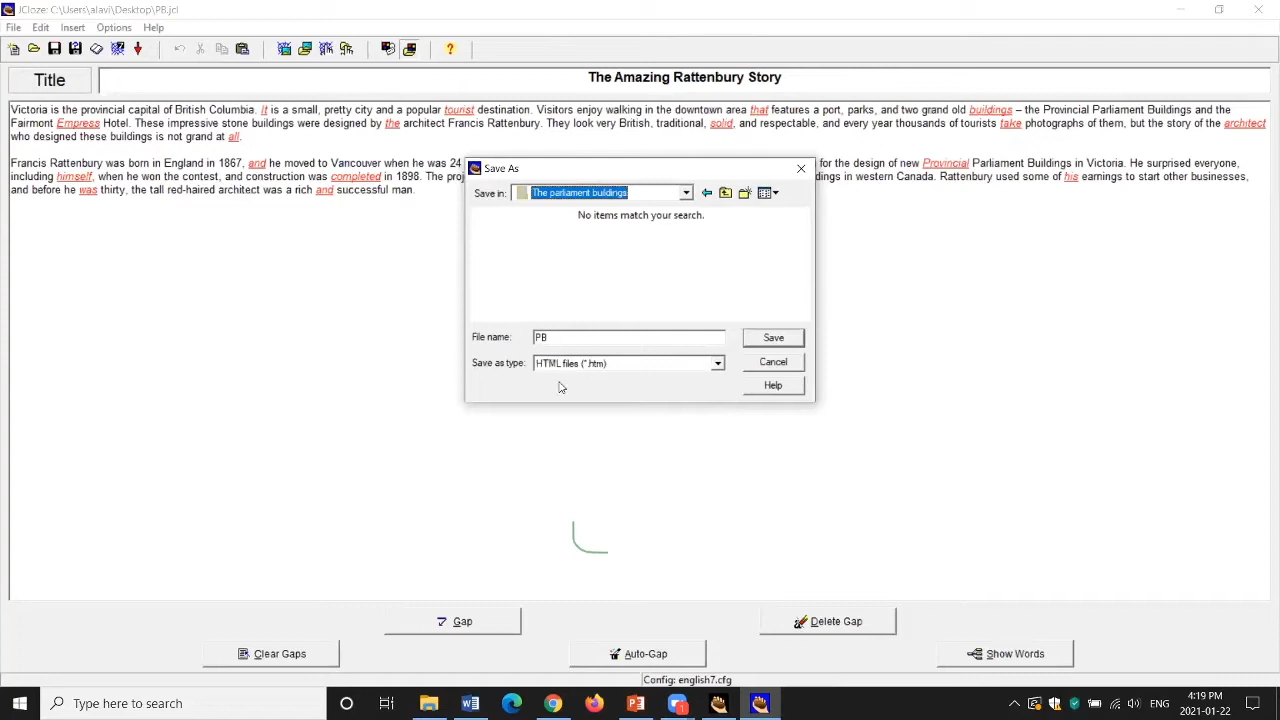 JCloze: C:\Users\alavi\Desktop\PB.jcl
File Edit Insert Options Help
Title
The Amazing Rattenbury Story
Victoria is the provincial capital of British Columbia. It is a small, pretty city and a popular tourist destination. Visitors enjoy walking in the downtown area that features a port, parks, and two grand old buildings – the Provincial Parliament Buildings and the
Fairmont Empress Hotel. These impressive stone buildings were designed by the architect Francis Rattenbury. They look very British, traditional, solid, and respectable, and every year thousands of tourists take photographs of them, but the story of the architect
who designed these buildings is not grand at all.
Francis Rattenbury was born in England in 1867, and he moved to Vancouver when he was 24 for the design of new Provincial Parliament Buildings in Victoria. He surprised everyone,
including himself, when he won the contest, and construction was completed in 1898. The proj dings in western Canada. Rattenbury used some of his earnings to start other businesses,
and before he was thirty, the tall red-haired architect was a rich and successful man.
Save As
Save in: The parliament buildings
No items match your search.
File name: PB Save
Save as type: HTML files (*.htm) Cancel
Help
Gap Delete Gap
Clear Gaps Auto-Gap Show Words
Config: english7.cfg
Type here to search
ENG
4:19 PM
2021-01-22